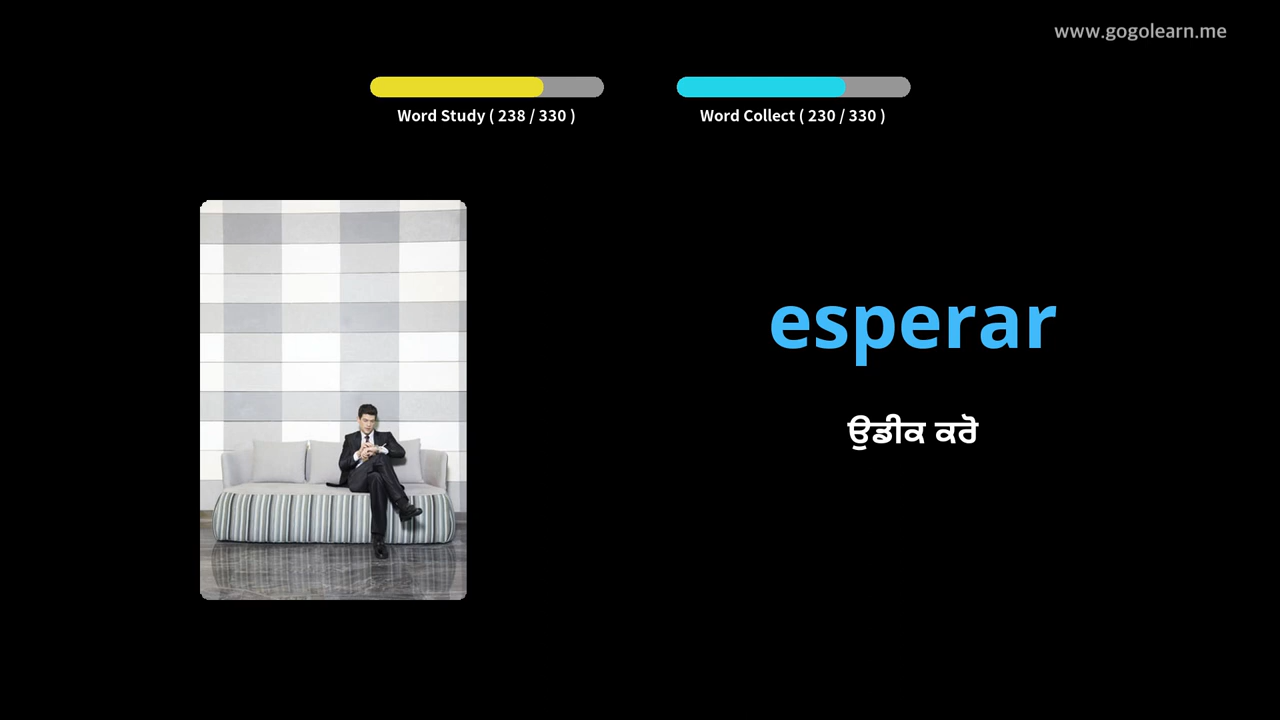 www.gogolearn.me
Word Study ( 238 / 330 )
Word Collect ( 230 / 330 )
esperar
ਉਡੀਕ ਕਰੋ